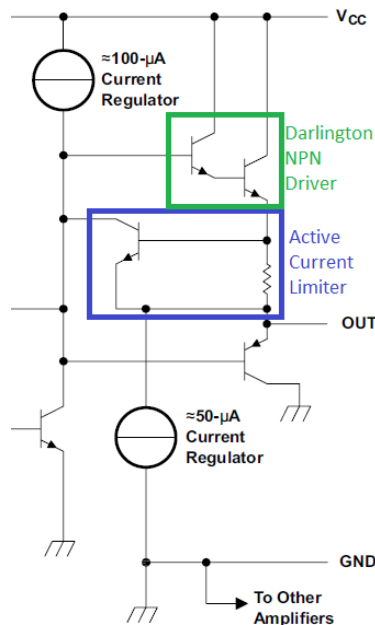 V_CC
≈100-µA
Current
Regulator
Darlington
NPN
Driver
Active
Current
Limiter
OUT
≈50-µA
Current
Regulator
GND
To Other
Amplifiers